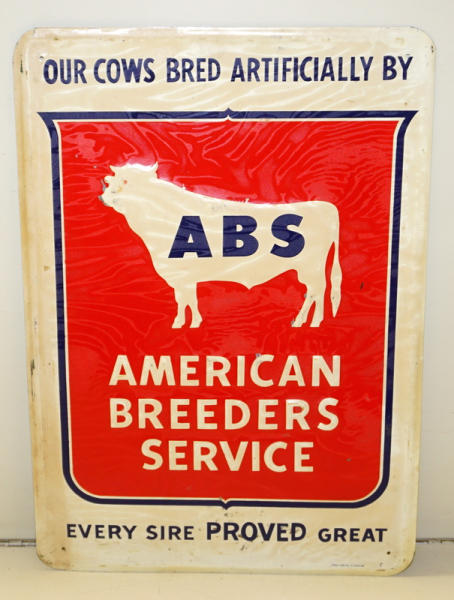 OUR COWS BRED ARTIFICIALLY BY
ABS
AMERICAN
BREEDERS
SERVICE
EVERY SIRE PROVED GREAT